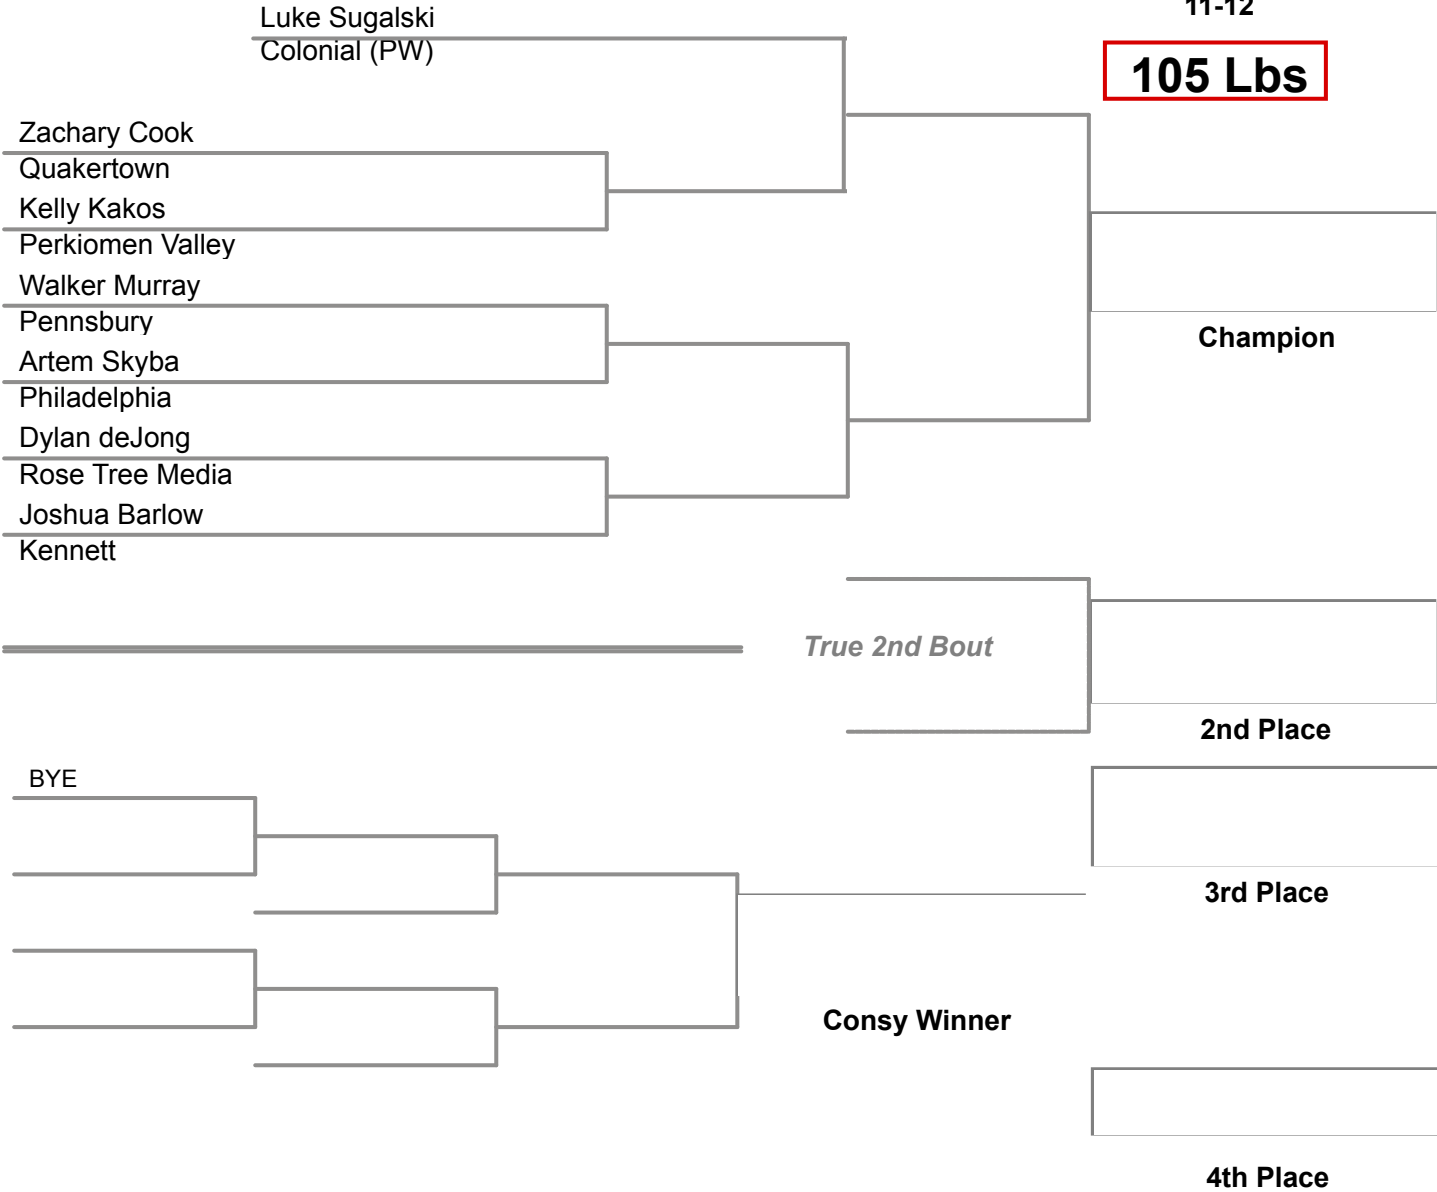 Luke Sugalski
Colonial (PW)
11-12
105 Lbs
Zachary Cook
Quakertown
Kelly Kakos
Perkiomen Valley
Walker Murray
Pennsbury
Artem Skyba
Philadelphia
Dylan deJong
Rose Tree Media
Joshua Barlow
Kennett
Champion
True 2nd Bout
2nd Place
BYE
3rd Place
Consy Winner
4th Place